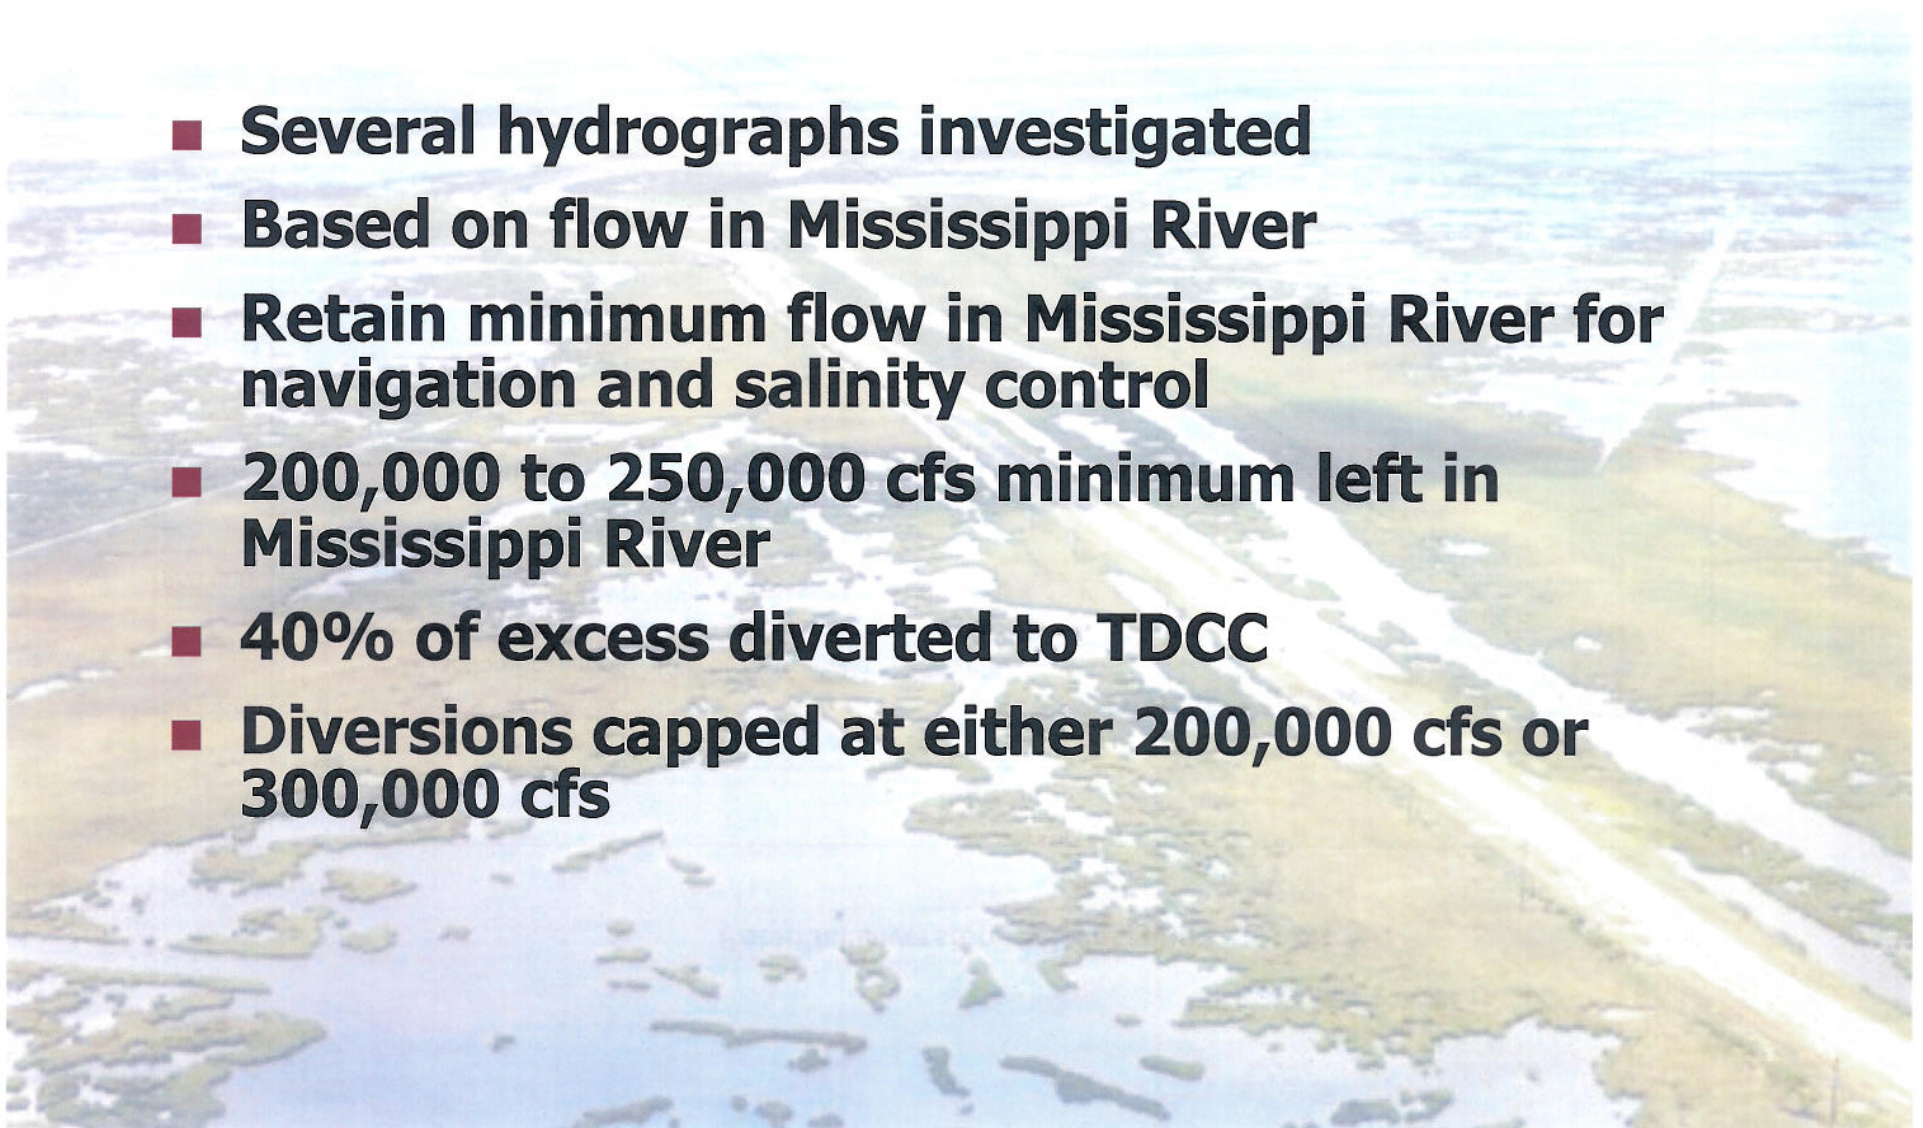 Several hydrographs investigated
Based on flow in Mississippi River
Retain minimum flow in Mississippi River for
navigation and salinity control
200,000 to 250,000 cfs minimum left in
Mississippi River
40% of excess diverted to TDCC
Diversions capped at either 200,000 cfs or
300,000 cfs